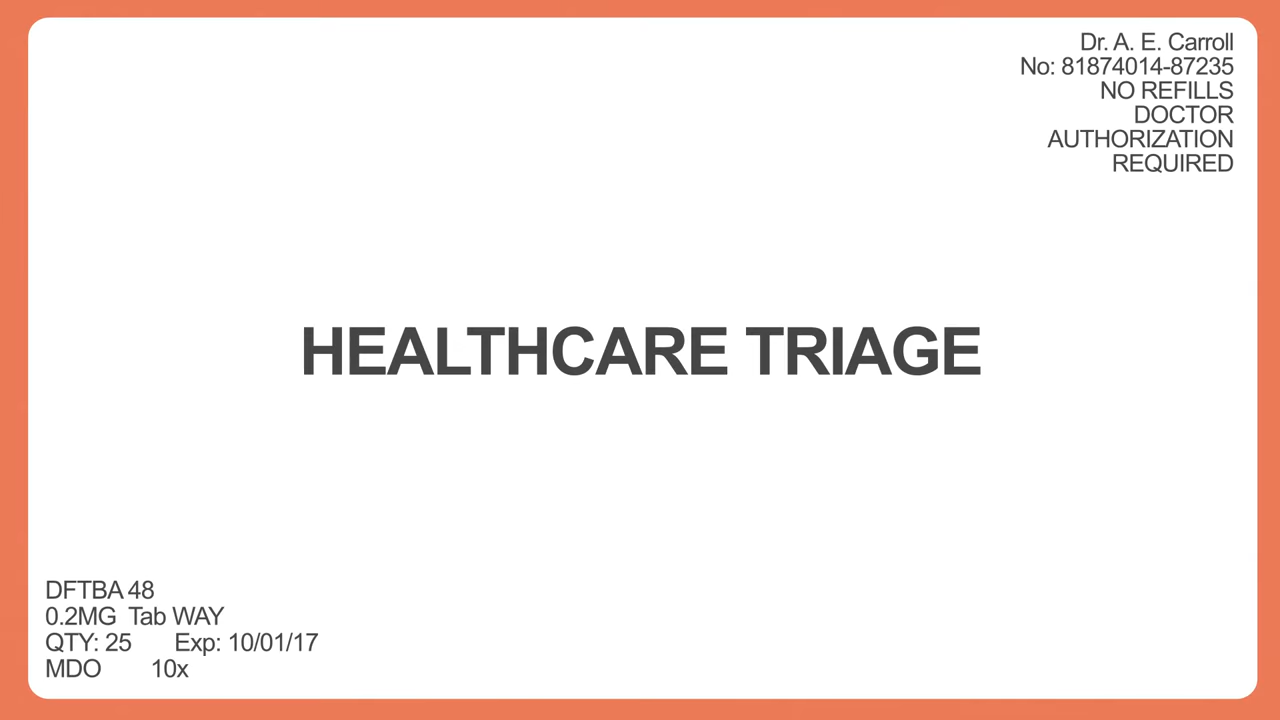 Dr. A. E. Carroll
No: 81874014-87235
NO REFILLS
DOCTOR
AUTHORIZATION
REQUIRED
HEALTHCARE TRIAGE
DFTBA 48
0.2MG Tab WAY
QTY: 25 Exp: 10/01/17
MDO 10x